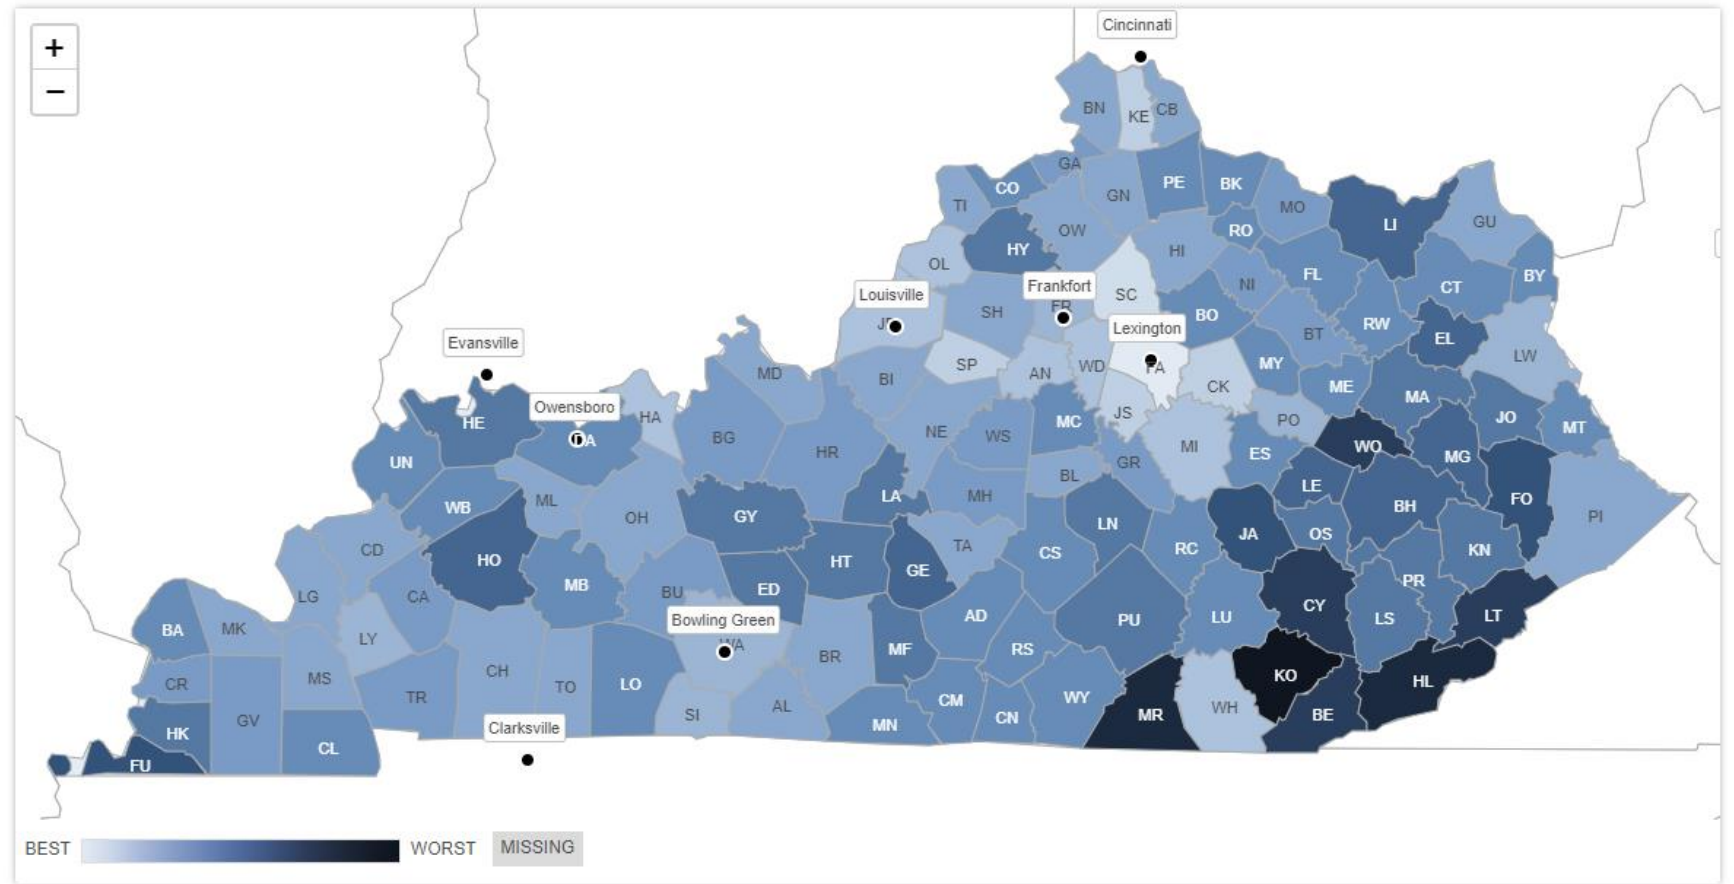 +
−
Cincinnati
BN
KE
CB
GA
CO
GN
PE
BK
TI
MO
LI
GU
OW
RO
HY
HI
OL
FL
BY
NI
CT
Louisville
Frankfort
SC
SH
FR
BO
RW
Lexington
BT
EL
Evansville
LW
SP
AN
WD
FA
MY
MD
BI
CK
ME
MA
Owensboro
HA
JS
PO
JO
HE
DA
BG
NE
WS
MC
MI
MT
HR
GR
ES
WO
MG
UN
BL
LE
FO
ML
LA
MH
WB
OH
GY
LN
BH
PI
JA
OS
CD
TA
CS
RC
KN
HO
HT
GE
MB
ED
PR
LG
CA
BU
CY
Bowling Green
AD
PU
LU
LS
LT
BA
MK
LY
WA
MF
RS
BR
CH
KO
HL
CR
MS
TO
LO
TR
CM
WY
SI
AL
MR
WH
BE
GV
CN
MN
HK
Clarksville
CL
FU
BEST WORST MISSING